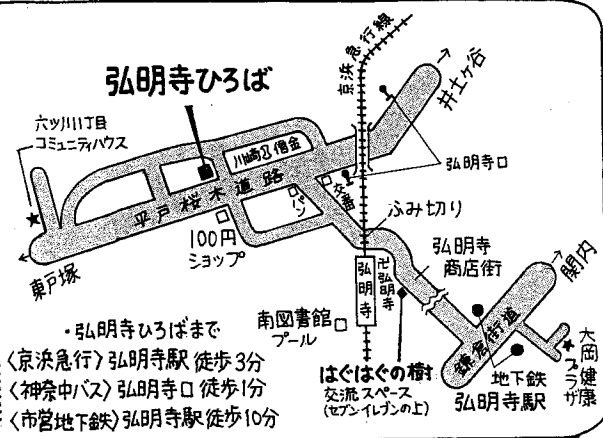 京浜急行線
井土ヶ谷
弘明寺ひろば
六ツ川1丁目
コミュニティハウス
川崎信金
弘明寺口
平戸桜木道路
パン
交番
ふみ切り
100円
ショップ
東戸塚
弘明寺
卍弘明寺
弘明寺
商店街
関内
鎌倉街道
南図書館
プール
はぐはぐの樹
交流スペース
(セブンイレブンの上)
地下鉄
弘明寺駅
大岡健康
プラザ
・弘明寺ひろばまで
〈京浜急行〉弘明寺駅 徒歩3分
〈神奈中バス〉弘明寺口 徒歩1分
〈市営地下鉄〉弘明寺駅 徒歩10分